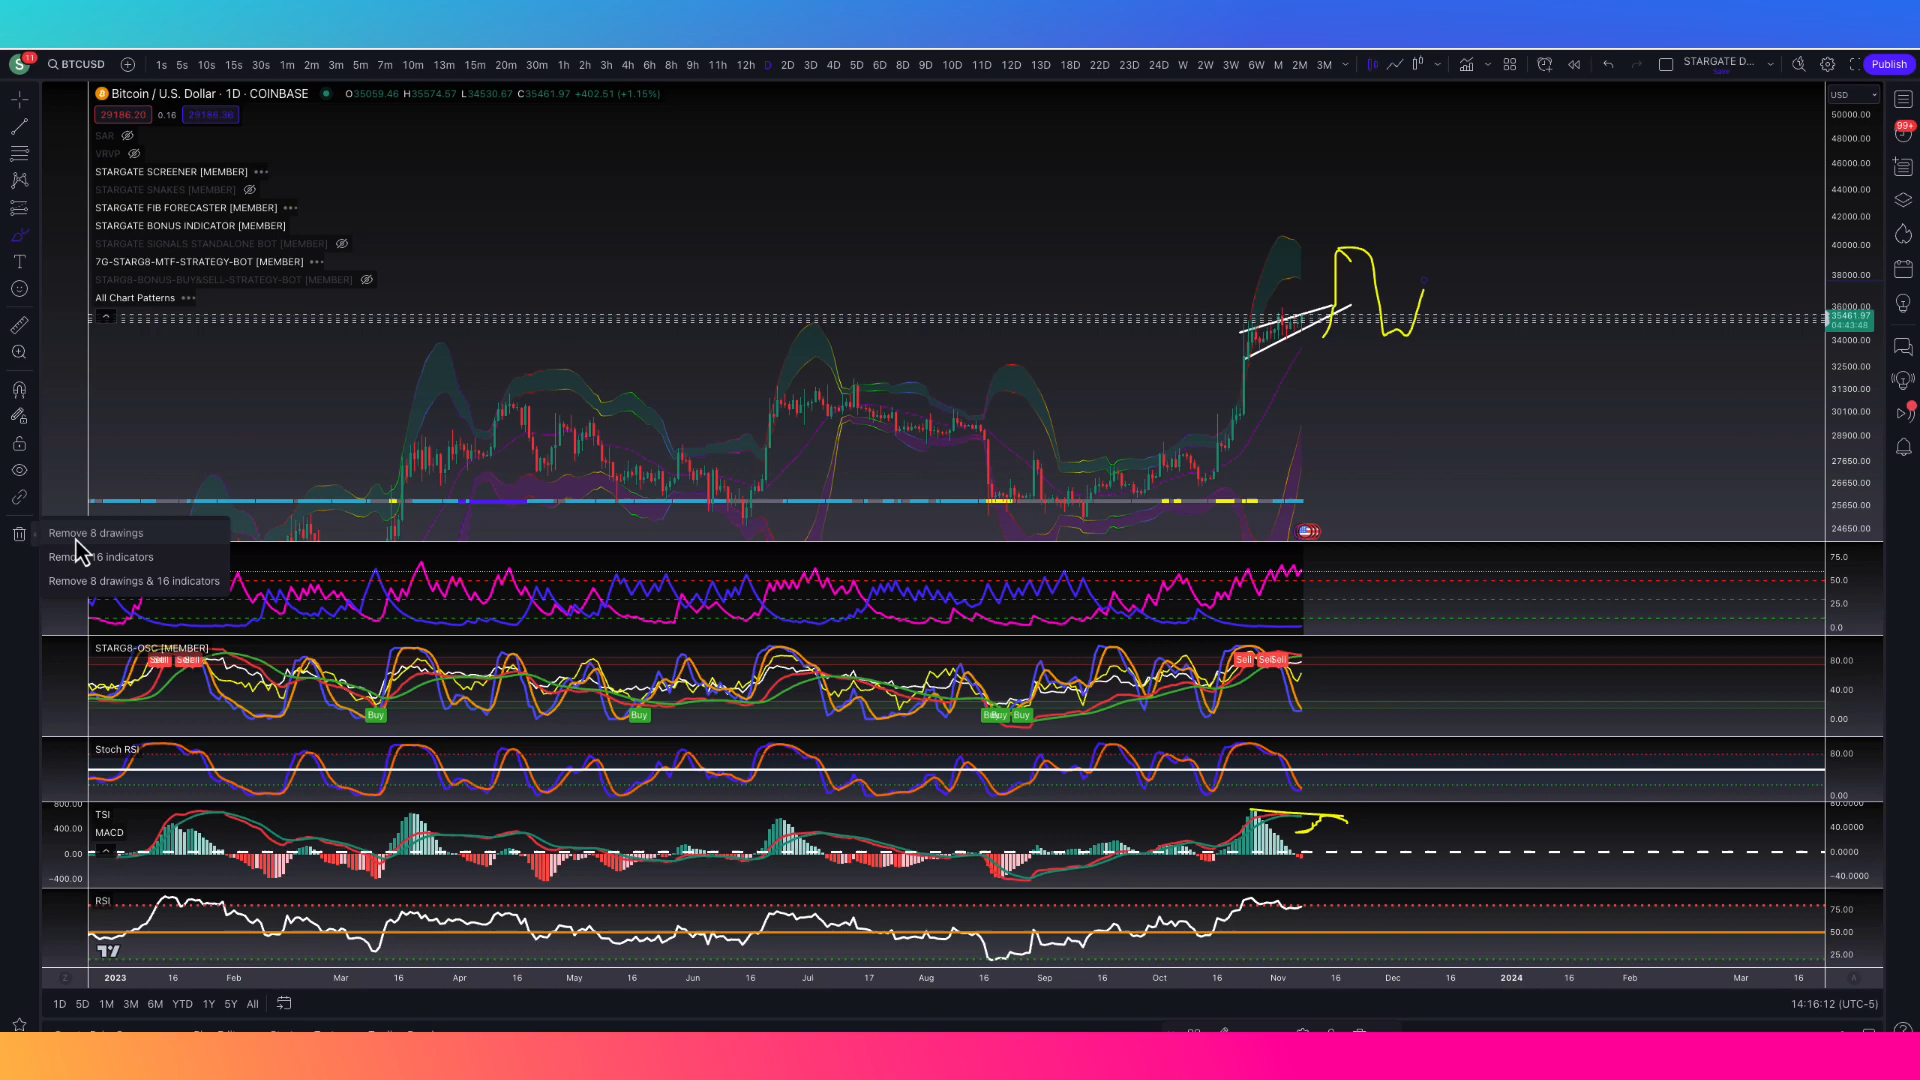 S 11 BTCUSD 1s 5s 10s 15s 30s 1m 2m 3m 5m 7m 10m 13m 15m 20m 30m 1h 2h 3h 4h 6h 8h 9h 11h 12h D 2D 3D 4D 5D 6D 8D 9D 10D 11D 12D 13D 18D 22D 23D 24D W 2W 3W 6W M 2M 3M STARGATE D... Save Publish
Bitcoin / U.S. Dollar · 1D · COINBASE O35059.46 H35574.57 L34530.67 C35461.97 +402.51 (+1.15%) USD
29186.20 0.16 29186.36 50000.00
SAR 48000.00
VRVP
46000.00
STARGATE SCREENER [MEMBER]
STARGATE SNAKES [MEMBER] 44000.00
STARGATE FIB FORECASTER [MEMBER]
42000.00
STARGATE BONUS INDICATOR [MEMBER]
STARGATE SIGNALS STANDALONE BOT [MEMBER] 40000.00
7G-STARG8-MTF-STRATEGY-BOT [MEMBER]
38000.00
STARG8-BONUS-BUY&SELL-STRATEGY-BOT [MEMBER]
All Chart Patterns
36000.00
35461.97
04:43:48
34000.00
32500.00
31300.00
30100.00
28900.00
27650.00
26650.00
25650.00
24650.00
99+
Remove 8 drawings
16 indicators
Remove 8 drawings & 16 indicators
75.0
50.0
25.0
0.0
STARG8-OSC [MEMBER]
Sell Sell Sell 80.00
40.00
Buy Buy Buy Buy 0.00
Stoch RSI 80.00
0.00
800.00 80.0000
TSI
400.00 40.0000
MACD
0.00 0.0000
−400.00 −40.0000
RSI
75.00
50.00
25.00
Z 2023 16 Feb Mar 16 Apr 16 May 16 Jun Jul 17 Aug 16 Sep 16 Oct 16 Nov 16 Dec 16 2024 16 Feb Mar 16 A
1D 5D 1M 3M 6M YTD 1Y 5Y All 14:16:12 (UTC-5)